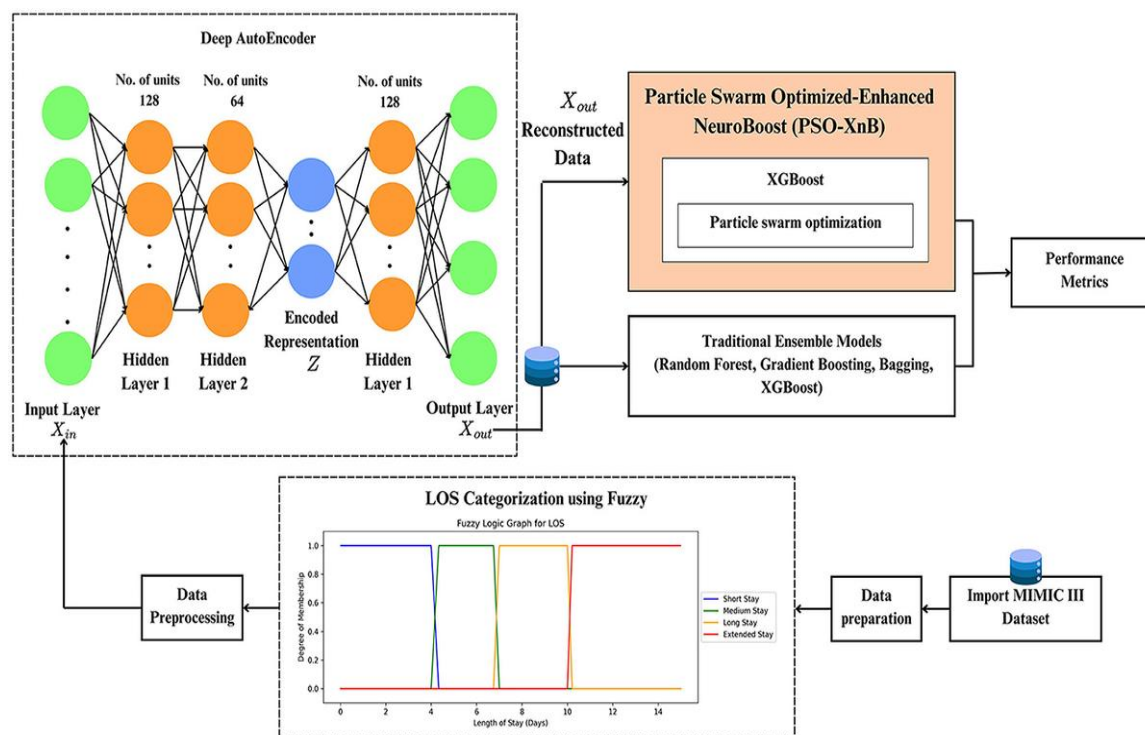 Deep AutoEncoder
No. of units
128
No. of units
64
No. of units
128
Hidden
Layer 1
Hidden
Layer 2
Encoded
Representation
Z
Hidden
Layer 1
Input Layer
X_in
Output Layer
X_out
X_out
Reconstructed
Data
Particle Swarm Optimized-Enhanced
NeuroBoost (PSO-XnB)
XGBoost
Particle swarm optimization
Traditional Ensemble Models
(Random Forest, Gradient Boosting, Bagging,
XGBoost)
Performance
Metrics
LOS Categorization using Fuzzy
Fuzzy Logic Graph for LOS
Degree of Membership
1.0
0.8
0.6
0.4
0.2
0.0
0 2 4 6 8 10 12 14
Length of Stay (Days)
Short Stay
Medium Stay
Long Stay
Extended Stay
Data
Preprocessing
Data
preparation
Import MIMIC III
Dataset